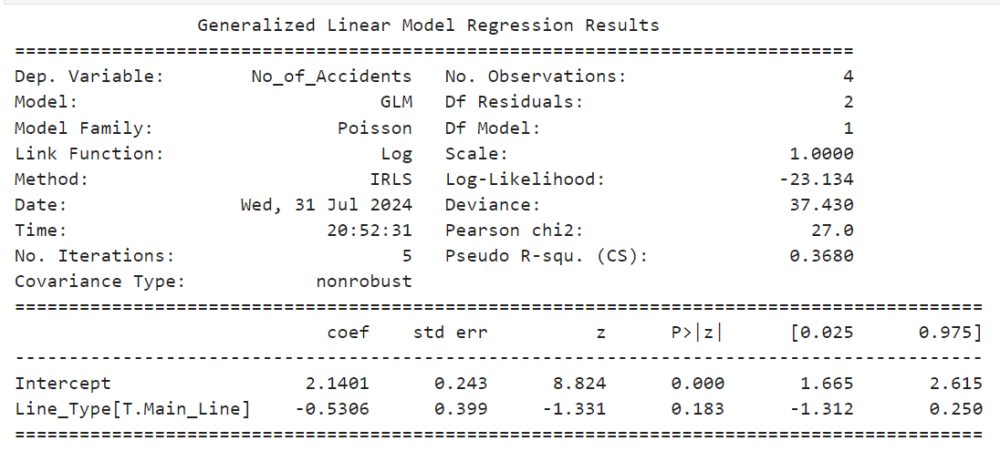 Generalized Linear Model Regression Results
==============================================================================
Dep. Variable: No_of_Accidents No. Observations: 4
Model: GLM Df Residuals: 2
Model Family: Poisson Df Model: 1
Link Function: Log Scale: 1.0000
Method: IRLS Log-Likelihood: -23.134
Date: Wed, 31 Jul 2024 Deviance: 37.430
Time: 20:52:31 Pearson chi2: 27.0
No. Iterations: 5 Pseudo R-squ. (CS): 0.3680
Covariance Type: nonrobust
==========================================================================================
coef std err z P>|z| [0.025 0.975]
------------------------------------------------------------------------------------------
Intercept 2.1401 0.243 8.824 0.000 1.665 2.615
Line_Type[T.Main_Line] -0.5306 0.399 -1.331 0.183 -1.312 0.250
==========================================================================================